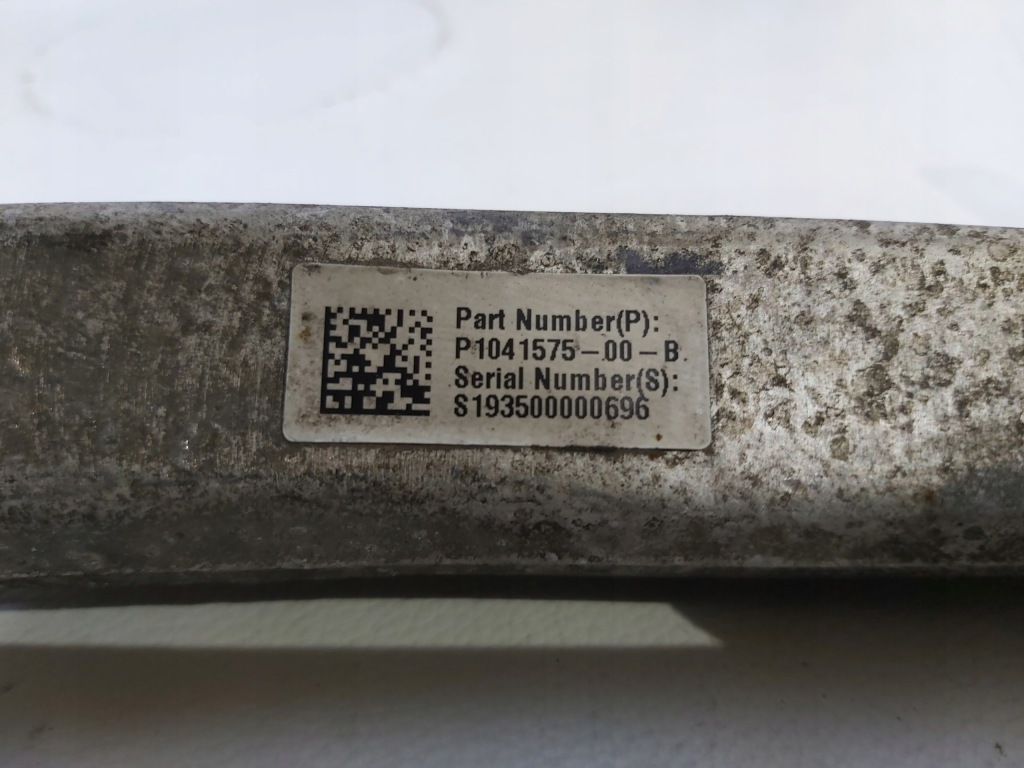 Part Number(P):
P1041575-00-B
Serial Number(S):
S193500000696